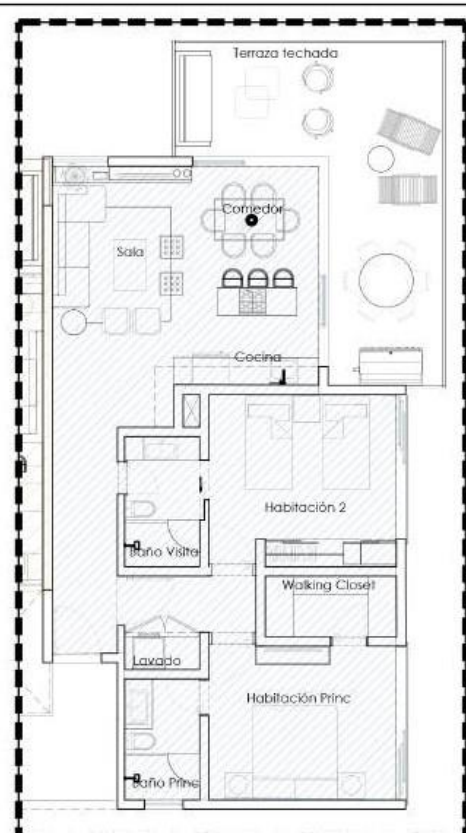 Terraza techada
Comedor
Sala
Cocina
Habitación 2
Baño Visita
Walking Closet
Lavado
Habitación Princ
Baño Princ